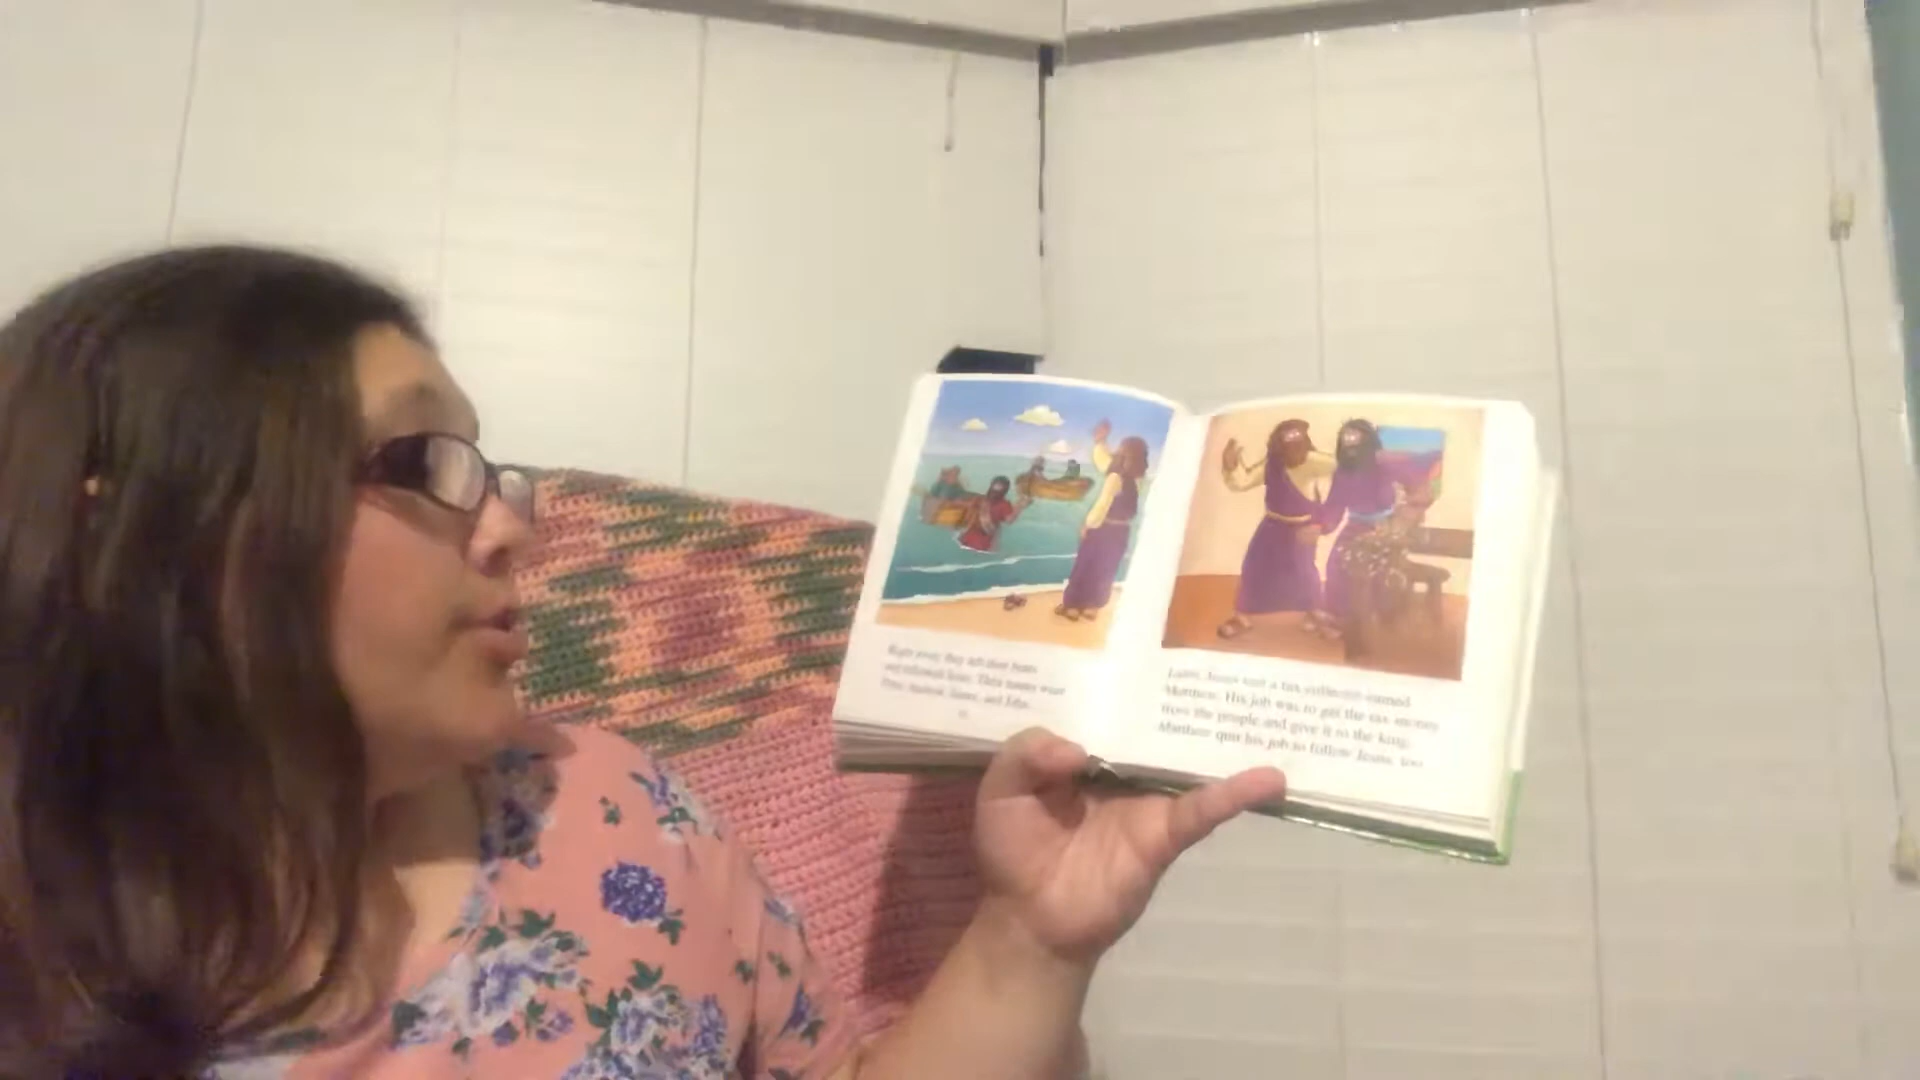 Right away they left their boats
and followed Jesus. Their names were
Peter, Andrew, James, and John.
Later, Jesus met a tax collector named
Matthew. His job was to get the tax money
from the people and give it to the king.
Matthew quit his job to follow Jesus, too.